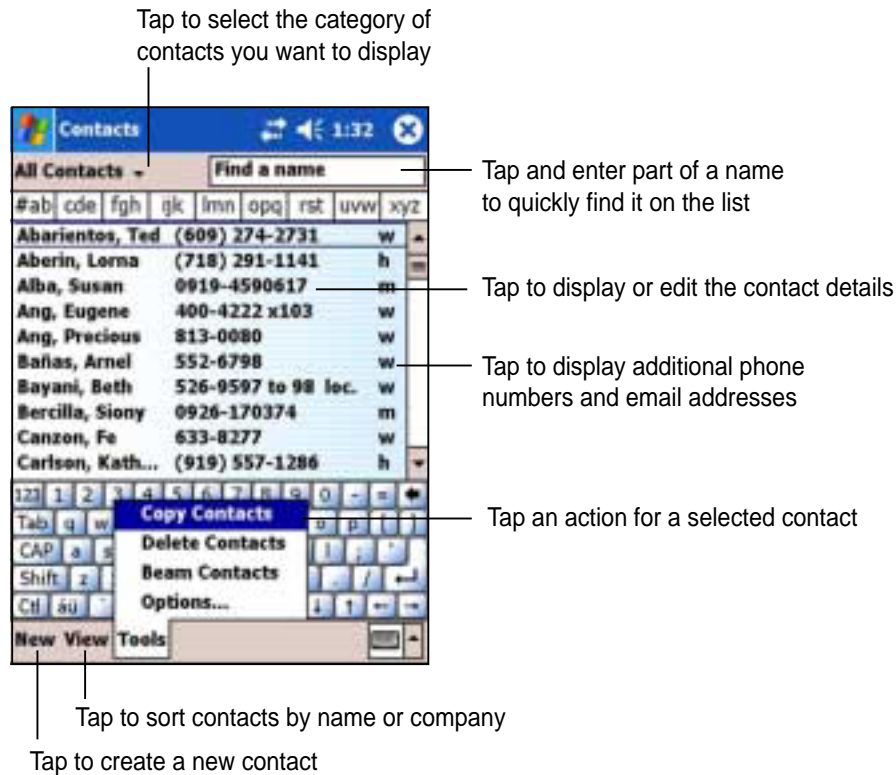 Tap to select the category of
contacts you want to display
Contacts 1:32
All Contacts Find a name
#ab cde fgh ijk lmn opq rst uvw xyz
Abarientos, Ted (609) 274-2731 w
Aberin, Lorna (718) 291-1141 h
Alba, Susan 0919-4590617 m
Ang, Eugene 400-4222 x103 w
Ang, Precious 813-0080 w
Bañas, Arnel 552-6798 w
Bayani, Beth 526-9597 to 98 loc. w
Bercilla, Siony 0926-170374 m
Canzon, Fe 633-8277 w
Carlson, Kath... (919) 557-1286 h
Tap and enter part of a name
to quickly find it on the list
Tap to display or edit the contact details
Tap to display additional phone
numbers and email addresses
123 1 2 3 4 5 6 7 8 9 0 - =
Tab q w p [ ]
CAP a s l ; '
Shift z . /
Ctl áü
Copy Contacts
Delete Contacts
Beam Contacts
Options...
Tap an action for a selected contact
New View Tools
Tap to sort contacts by name or company
Tap to create a new contact